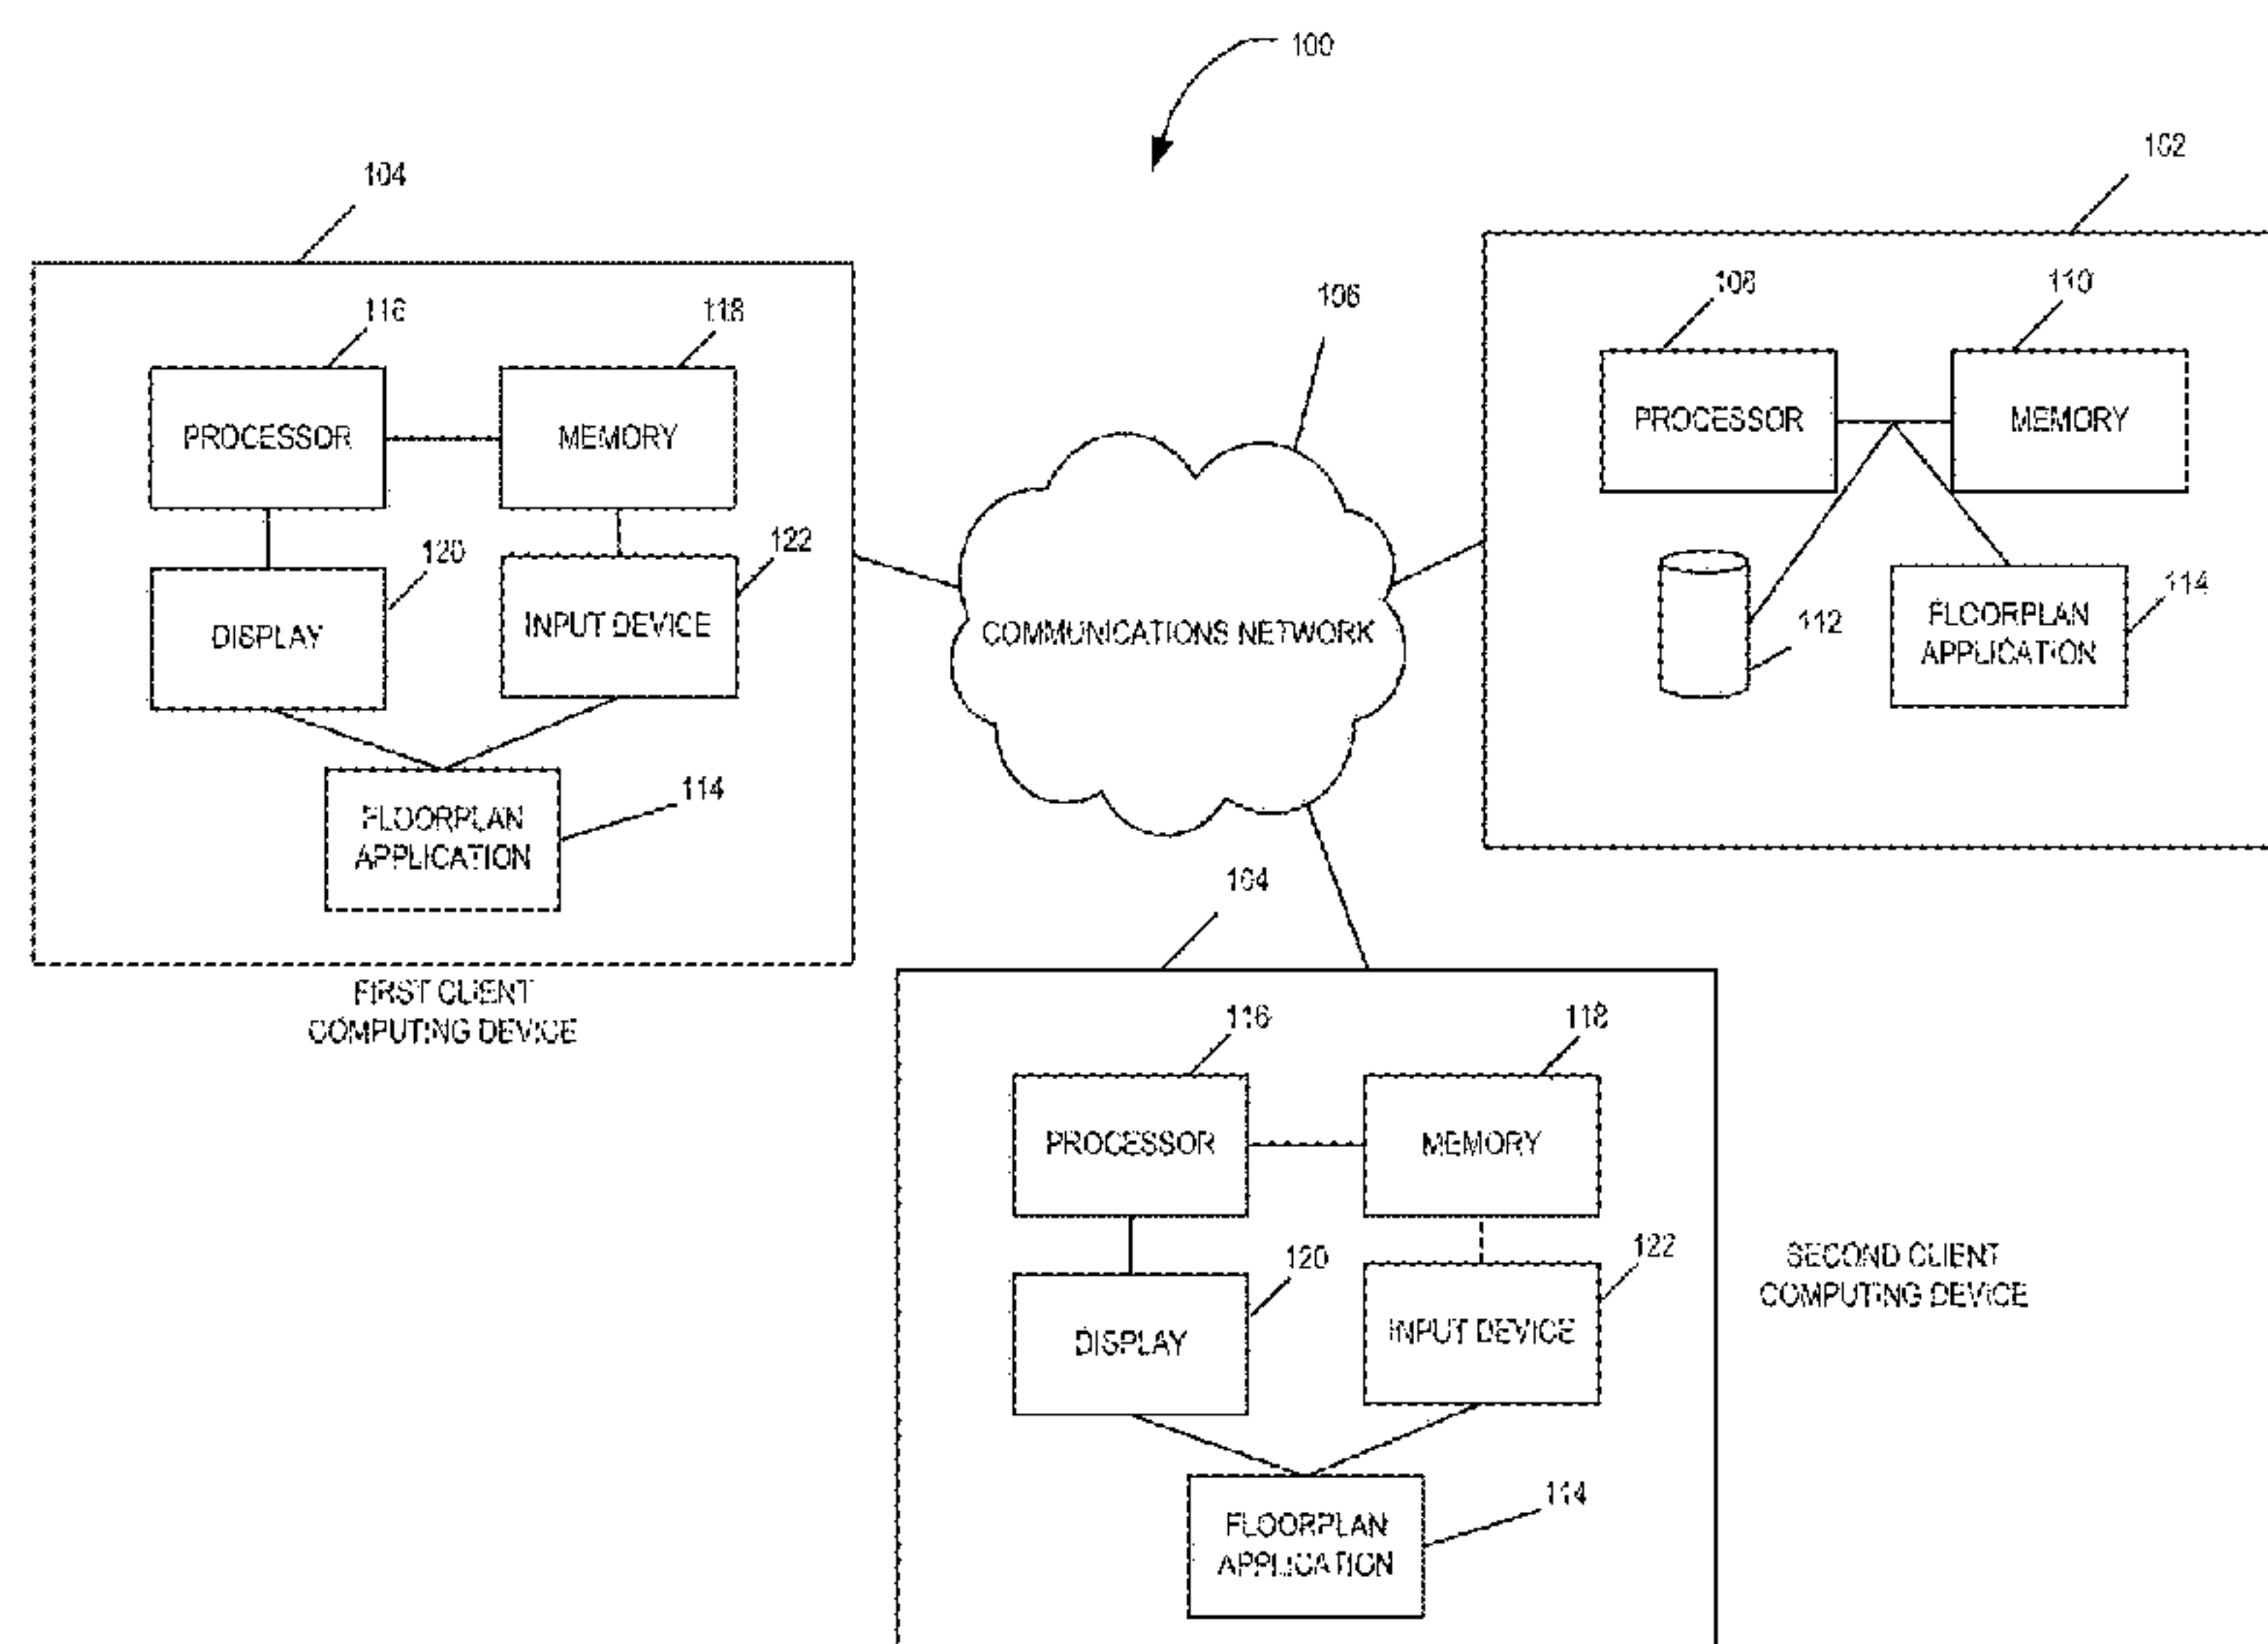 100
102
104
116
118
PROCESSOR
MEMORY
120
122
DISPLAY
INPUT DEVICE
114
FLOORPLAN
APPLICATION
FIRST CLIENT
COMPUTING DEVICE
106
COMMUNICATIONS NETWORK
108
110
PROCESSOR
MEMORY
112
114
FLOORPLAN
APPLICATION
104
116
118
PROCESSOR
MEMORY
120
122
DISPLAY
INPUT DEVICE
114
FLOORPLAN
APPLICATION
SECOND CLIENT
COMPUTING DEVICE